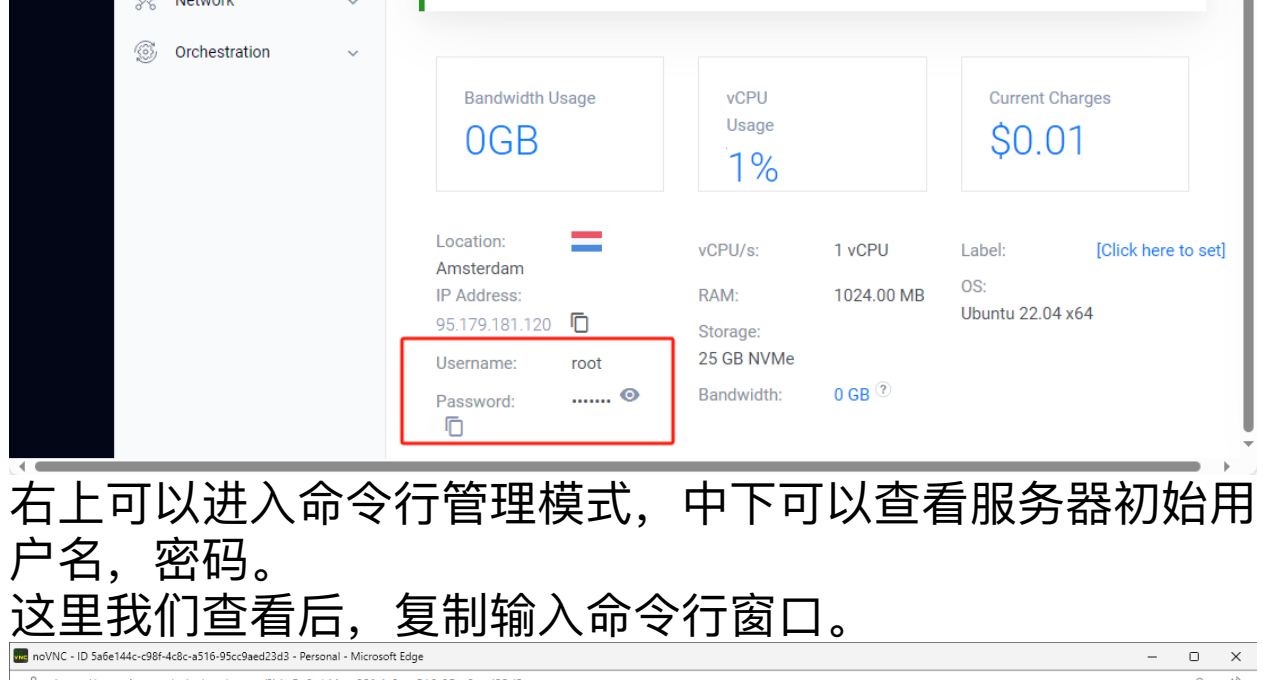 Network
Orchestration
Bandwidth Usage
0GB
vCPU
Usage
1%
Current Charges
$0.01
Location:
Amsterdam
IP Address:
95.179.181.120
Username: root
Password: •••••••
vCPU/s: 1 vCPU
RAM: 1024.00 MB
Storage:
25 GB NVMe
Bandwidth: 0 GB ?
Label: [Click here to set]
OS:
Ubuntu 22.04 x64
右上可以进入命令行管理模式，中下可以查看服务器初始用
户名，密码。
这里我们查看后，复制输入命令行窗口。
noVNC - ID 5a6e144c-c98f-4c8c-a516-95cc9aed23d3 - Personal - Microsoft Edge